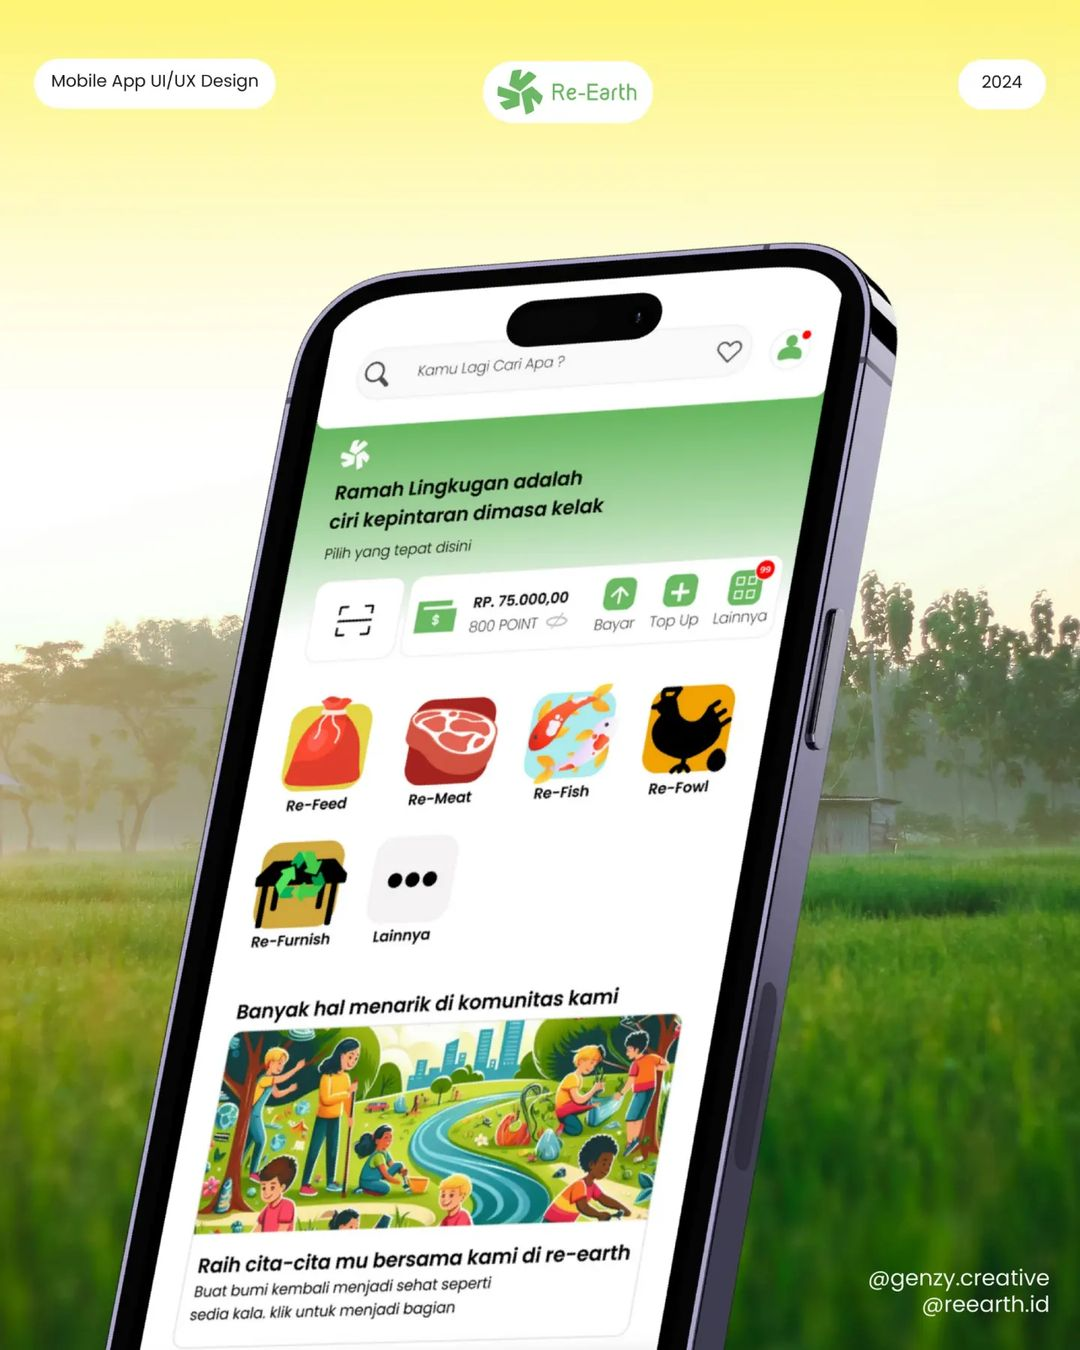 Mobile App UI/UX Design
Re-Earth
2024
Kamu Lagi Cari Apa ?
Ramah Lingkugan adalah
ciri kepintaran dimasa kelak
Pilih yang tepat disini
$
RP. 75.000,00
800 POINT
Bayar
Top Up
99
Lainnya
Re-Feed
Re-Meat
Re-Fish
Re-Fowl
Re-Furnish
Lainnya
Banyak hal menarik di komunitas kami
Raih cita-cita mu bersama kami di re-earth
Buat bumi kembali menjadi sehat seperti
sedia kala. klik untuk menjadi bagian
@genzy.creative
@reearth.id